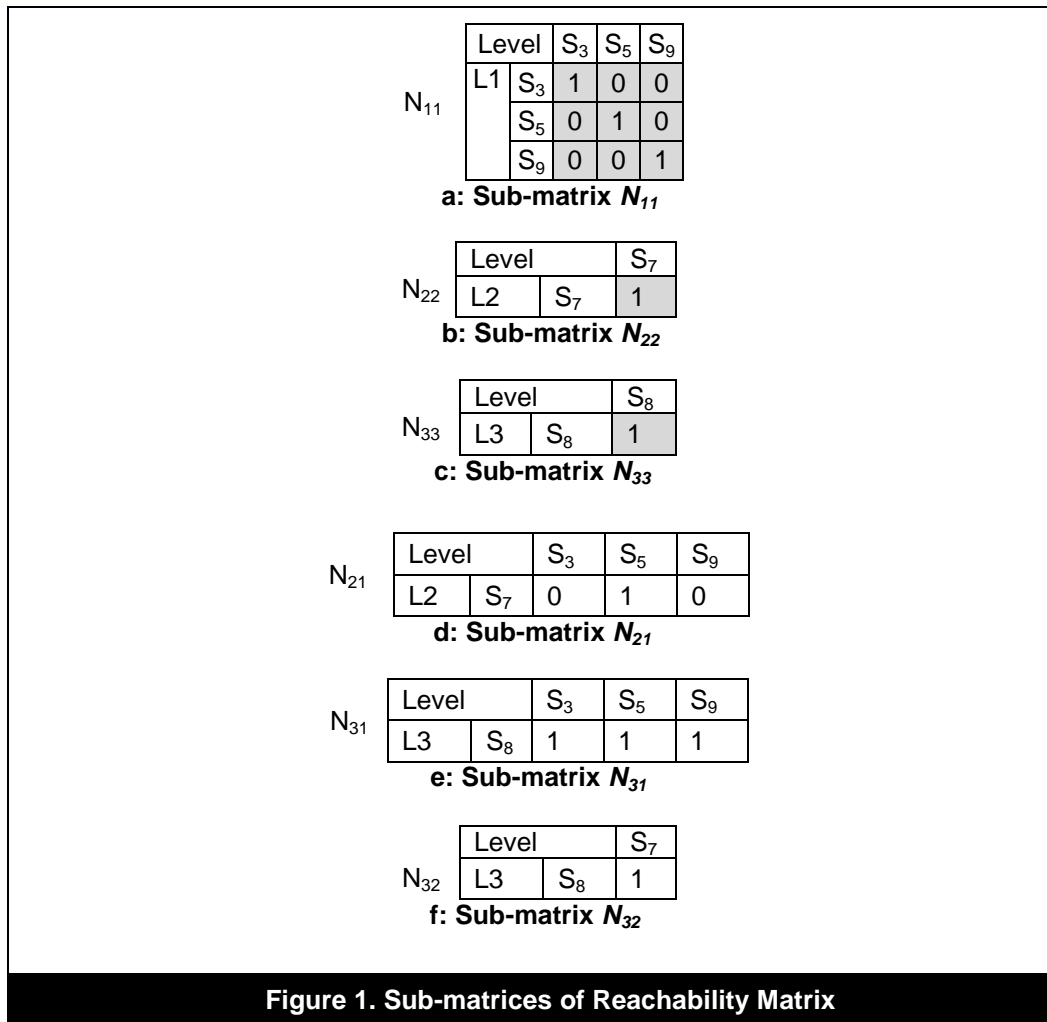 Level S3 S5 S9
N11 L1 S3 1 0 0
S5 0 1 0
S9 0 0 1
a: Sub-matrix N11
Level S7
N22 L2 S7 1
b: Sub-matrix N22
Level S8
N33 L3 S8 1
c: Sub-matrix N33
Level S3 S5 S9
N21 L2 S7 0 1 0
d: Sub-matrix N21
Level S3 S5 S9
N31 L3 S8 1 1 1
e: Sub-matrix N31
Level S7
N32 L3 S8 1
f: Sub-matrix N32
Figure 1. Sub-matrices of Reachability Matrix